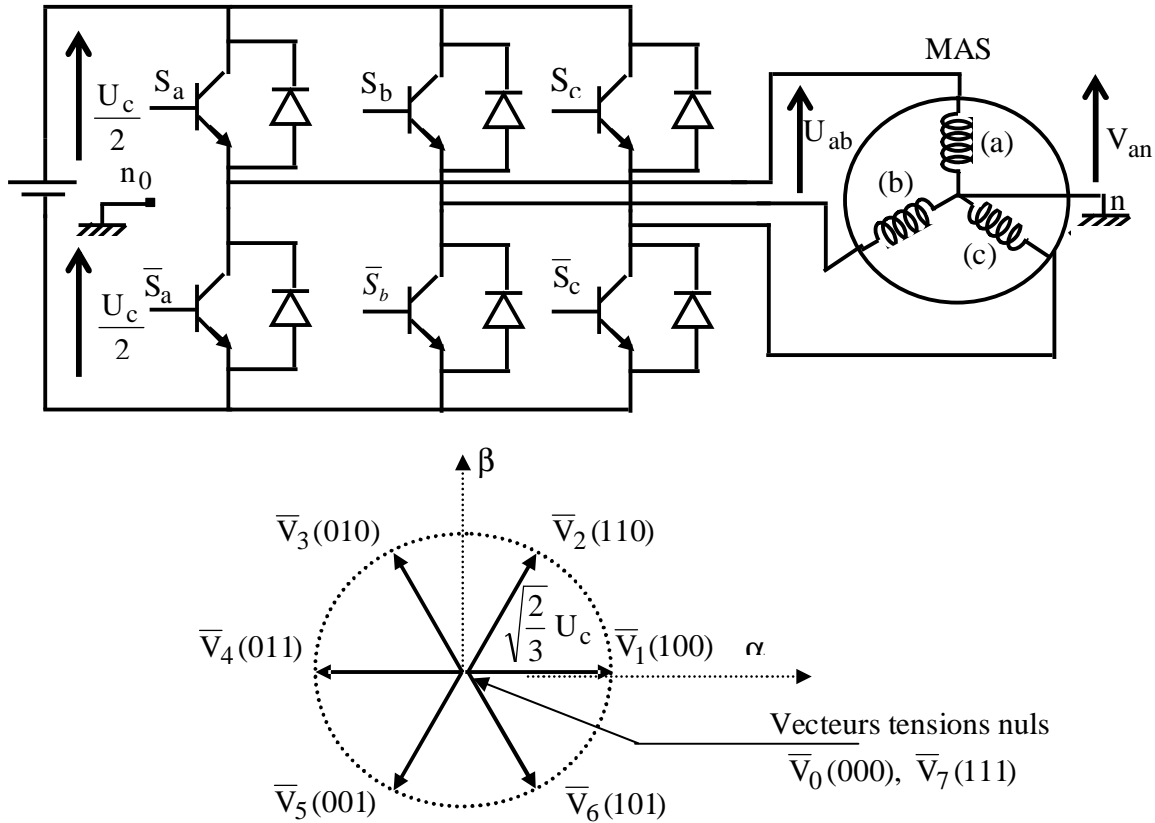 MAS
S_a
S_b
S_c
U_c/2
U_ab
V_an
(a)
(b)
(c)
n_0
n
S̅_a
S̅_b
S̅_c
U_c/2
β
V̅_3(010)
V̅_2(110)
√(2/3) U_c
V̅_4(011)
V̅_1(100)
α
Vecteurs tensions nuls
V̅_0(000), V̅_7(111)
V̅_5(001)
V̅_6(101)